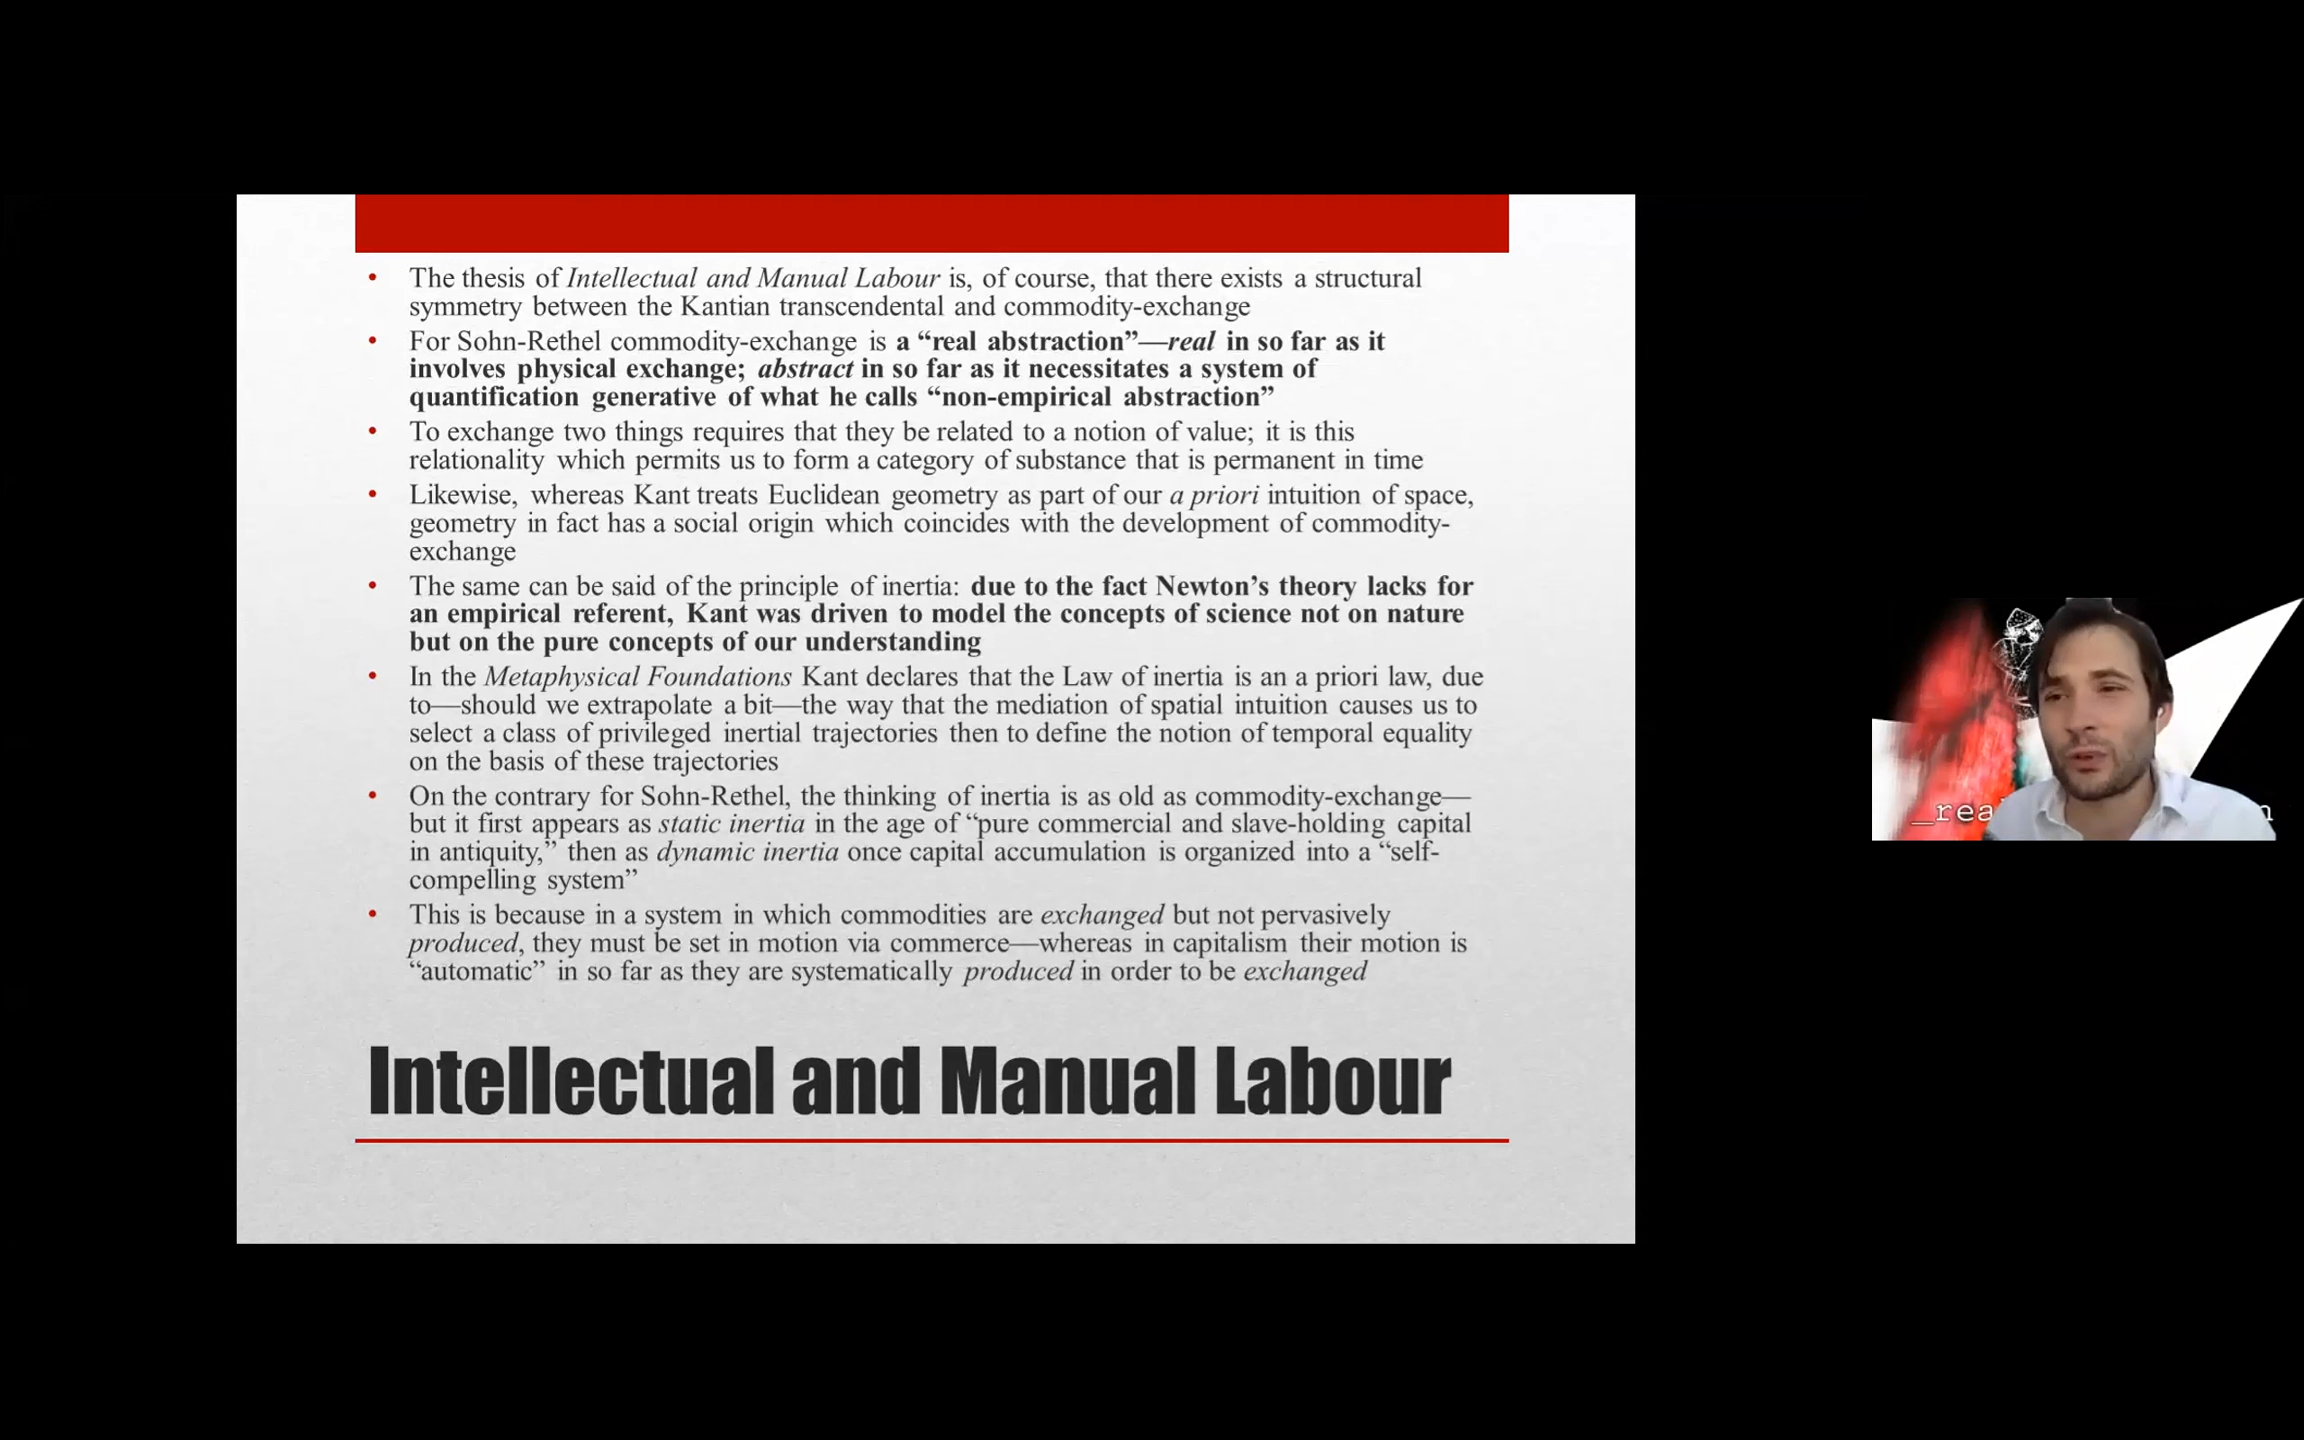 • The thesis of Intellectual and Manual Labour is, of course, that there exists a structural
symmetry between the Kantian transcendental and commodity-exchange
• For Sohn-Rethel commodity-exchange is a “real abstraction”—real in so far as it
involves physical exchange; abstract in so far as it necessitates a system of
quantification generative of what he calls “non-empirical abstraction”
• To exchange two things requires that they be related to a notion of value; it is this
relationality which permits us to form a category of substance that is permanent in time
• Likewise, whereas Kant treats Euclidean geometry as part of our a priori intuition of space,
geometry in fact has a social origin which coincides with the development of commodity-
exchange
• The same can be said of the principle of inertia: due to the fact Newton’s theory lacks for
an empirical referent, Kant was driven to model the concepts of science not on nature
but on the pure concepts of our understanding
• In the Metaphysical Foundations Kant declares that the Law of inertia is an a priori law, due
to—should we extrapolate a bit—the way that the mediation of spatial intuition causes us to
select a class of privileged inertial trajectories then to define the notion of temporal equality
on the basis of these trajectories
• On the contrary for Sohn-Rethel, the thinking of inertia is as old as commodity-exchange—
but it first appears as static inertia in the age of “pure commercial and slave-holding capital
in antiquity,” then as dynamic inertia once capital accumulation is organized into a “self-
compelling system”
• This is because in a system in which commodities are exchanged but not pervasively
produced, they must be set in motion via commerce—whereas in capitalism their motion is
“automatic” in so far as they are systematically produced in order to be exchanged
Intellectual and Manual Labour